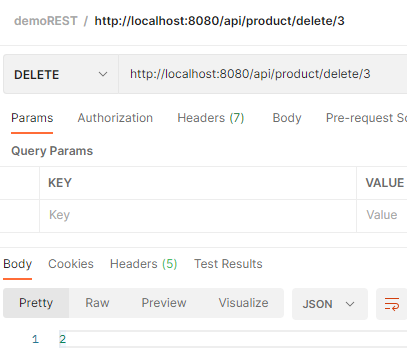 demoREST / http://localhost:8080/api/product/delete/3
DELETE http://localhost:8080/api/product/delete/3
Params Authorization Headers (7) Body Pre-request Sc
Query Params
KEY VALUE
Key Value
Body Cookies Headers (5) Test Results
Pretty Raw Preview Visualize JSON
1 2